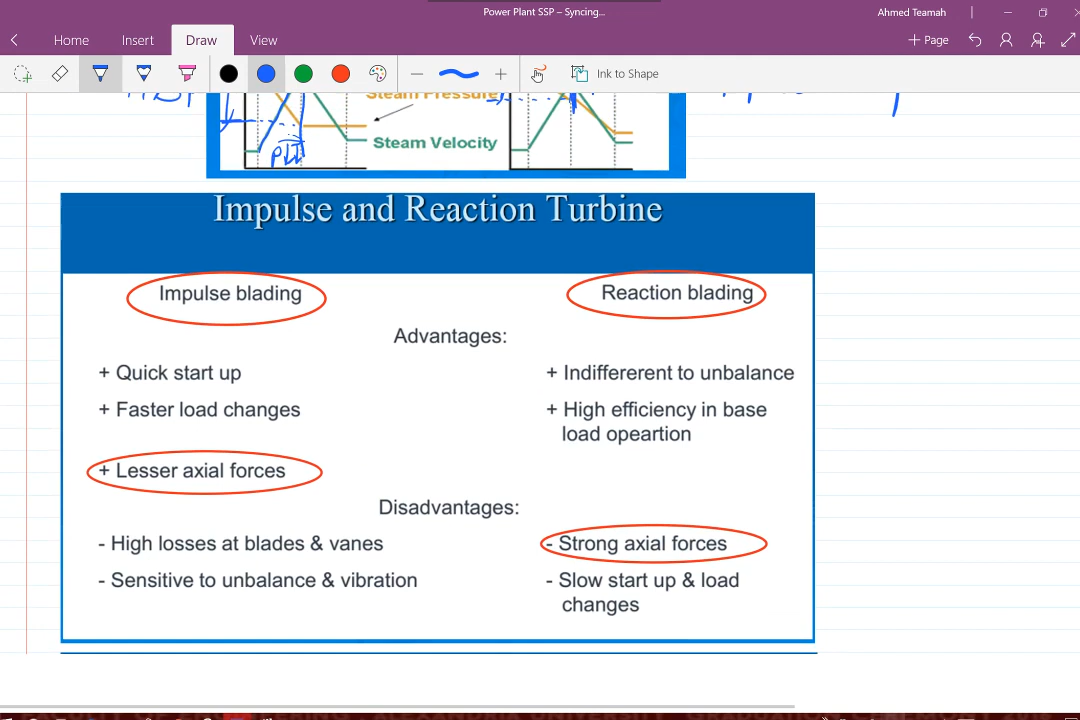 Power Plant SSP – Syncing...
Ahmed Teamah
Home Insert Draw View
+ Page
Ink to Shape
Steam Pressure
Steam Velocity
Impulse and Reaction Turbine
Impulse blading
Reaction blading
Advantages:
+ Quick start up
+ Indiffererent to unbalance
+ Faster load changes
+ High efficiency in base
load opeartion
+ Lesser axial forces
Disadvantages:
- High losses at blades & vanes
- Strong axial forces
- Sensitive to unbalance & vibration
- Slow start up & load
changes